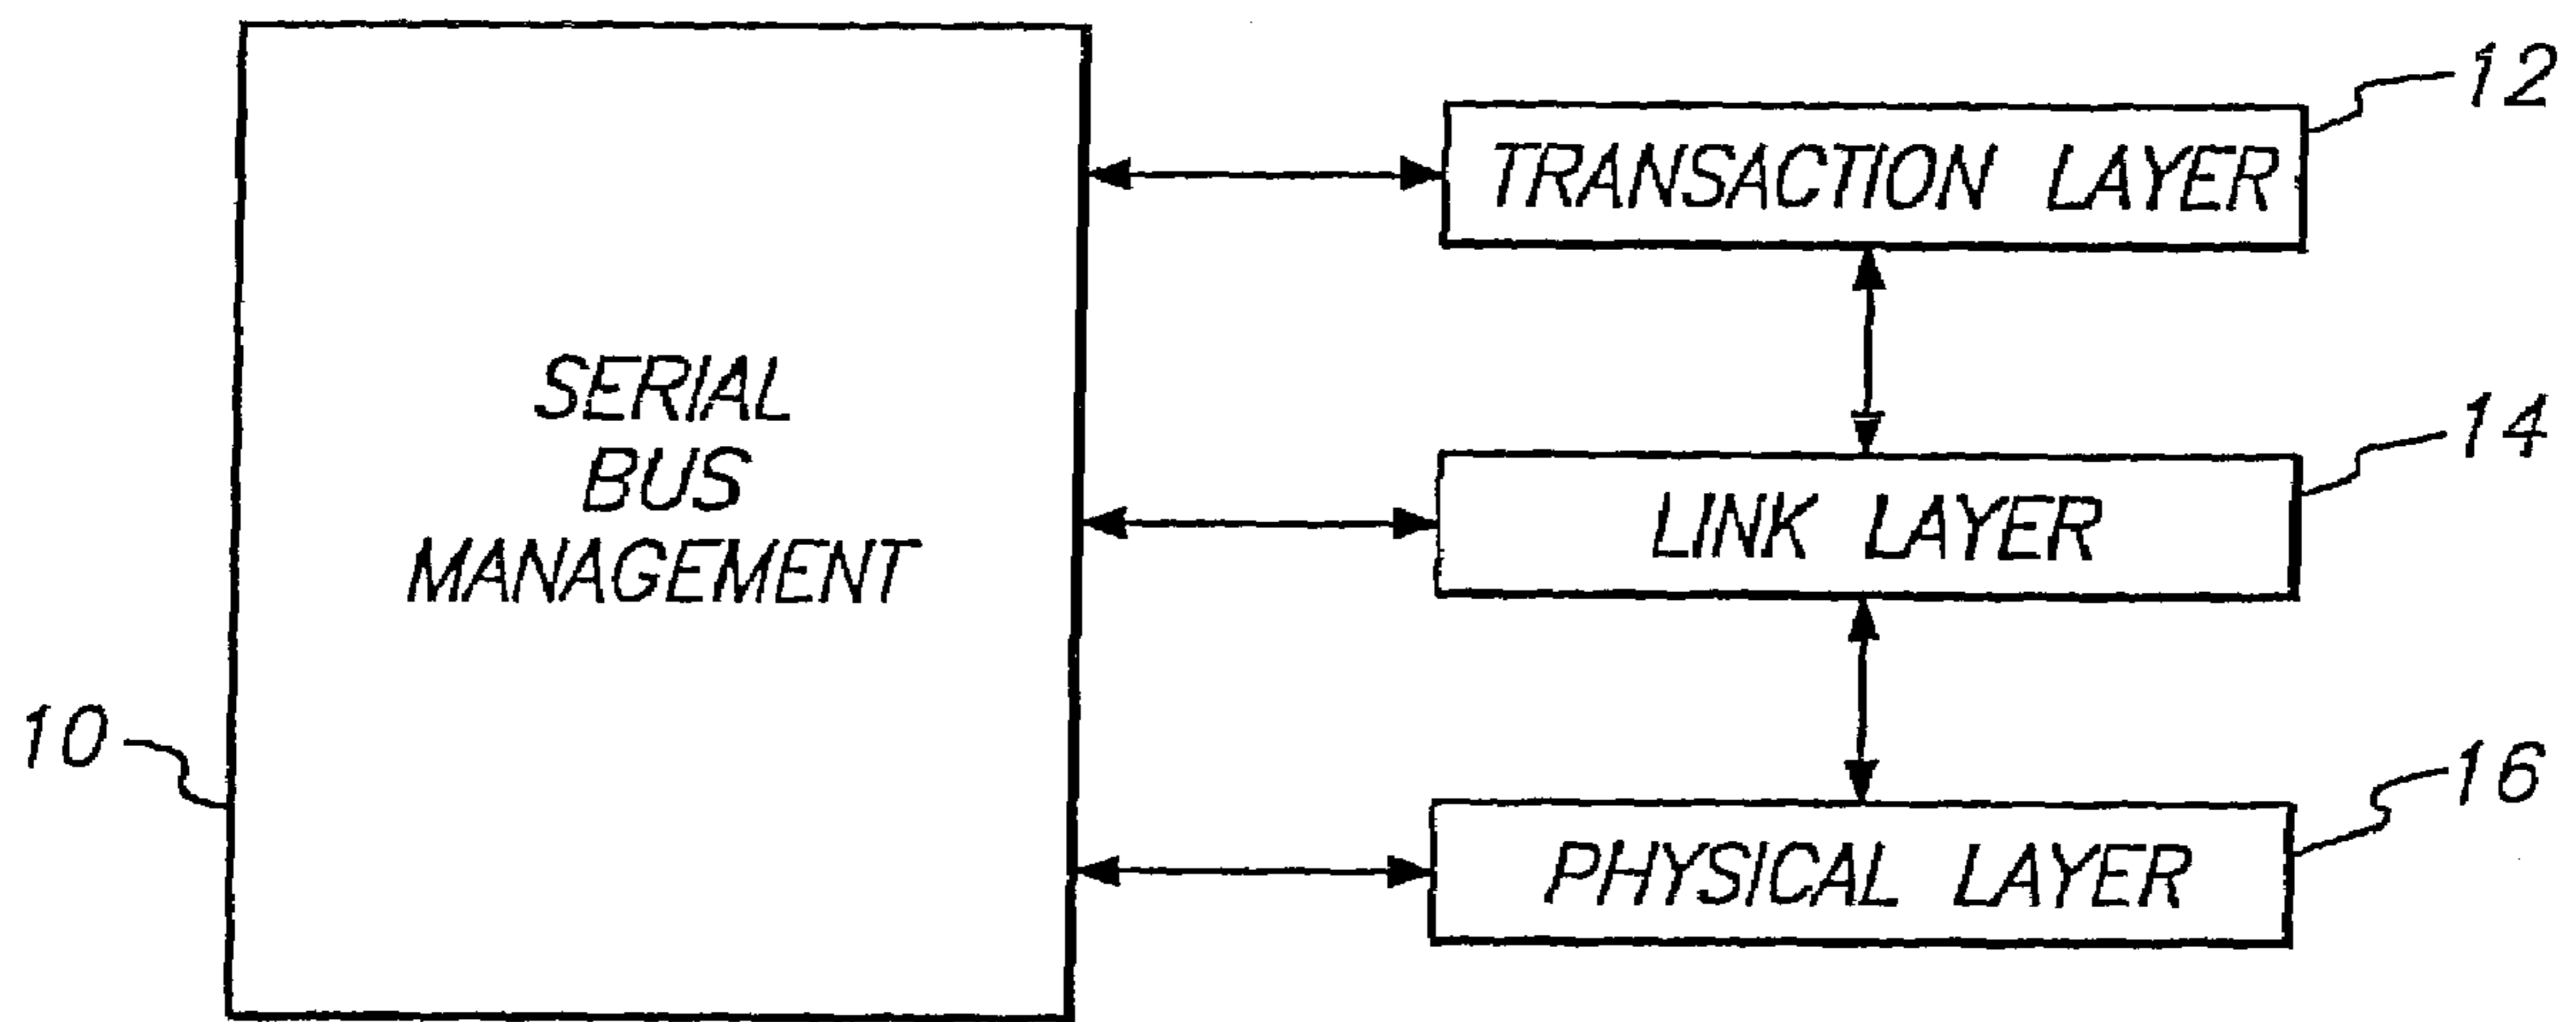 12
TRANSACTION LAYER
SERIAL
BUS
MANAGEMENT
14
LINK LAYER
10
16
PHYSICAL LAYER